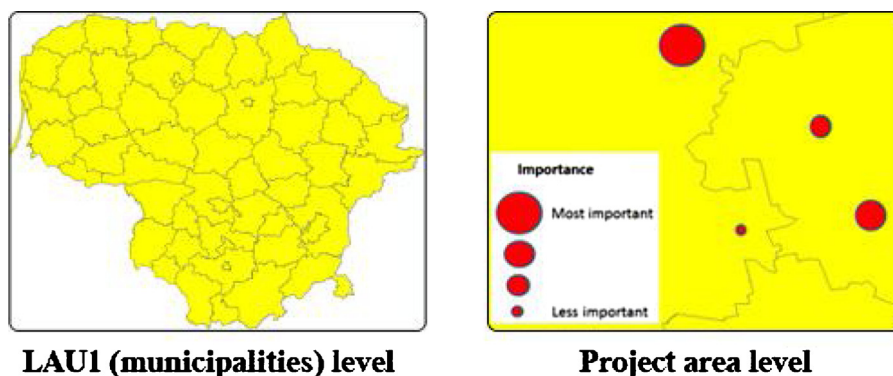 Importance
Most important
Less important
LAU1 (municipalities) level
Project area level